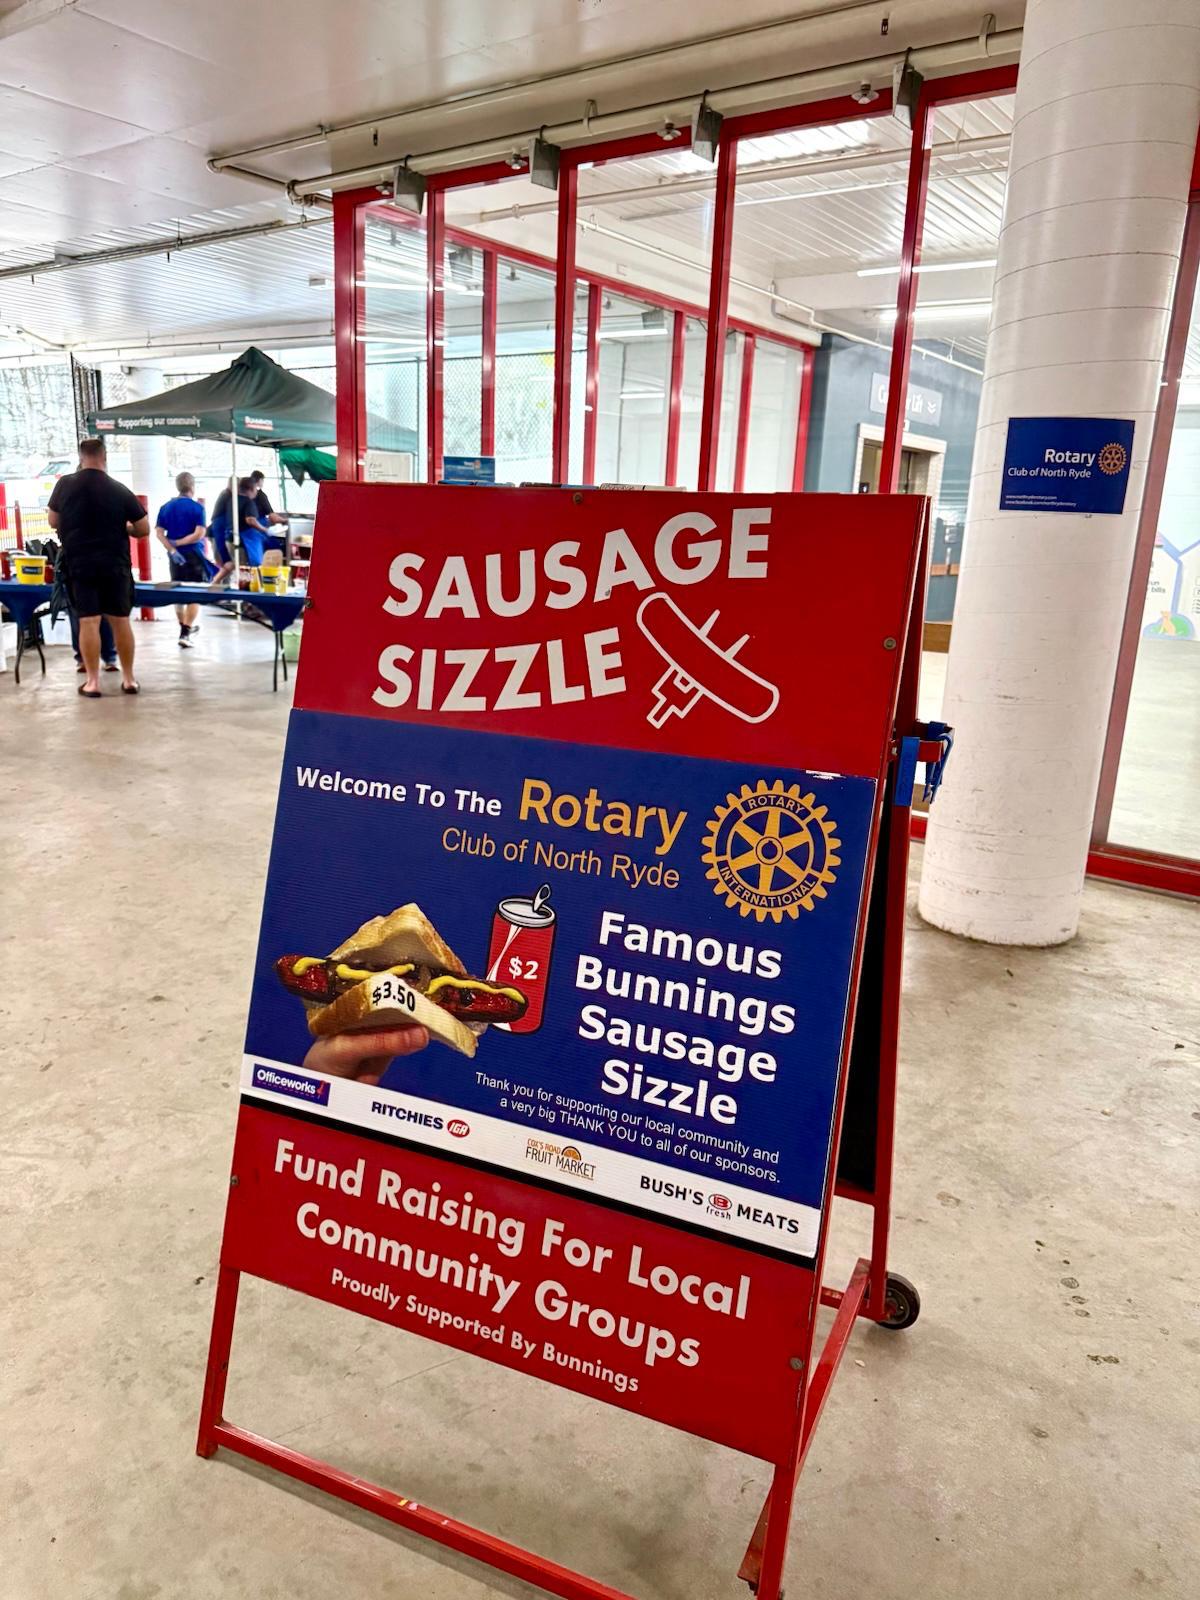 Supporting our community
BUNNINGS
Rotary
Club of North Ryde
SAUSAGE
SIZZLE
Welcome To The Rotary
Club of North Ryde
ROTARY
INTERNATIONAL
$2
$3.50
Famous
Bunnings
Sausage
Sizzle
Thank you for supporting our local community and
a very big THANK YOU to all of our sponsors.
Officeworks
RITCHIES IGA
COX'S ROAD
FRUIT MARKET
BUSH'S fresh MEATS
Fund Raising For Local
Community Groups
Proudly Supported By Bunnings